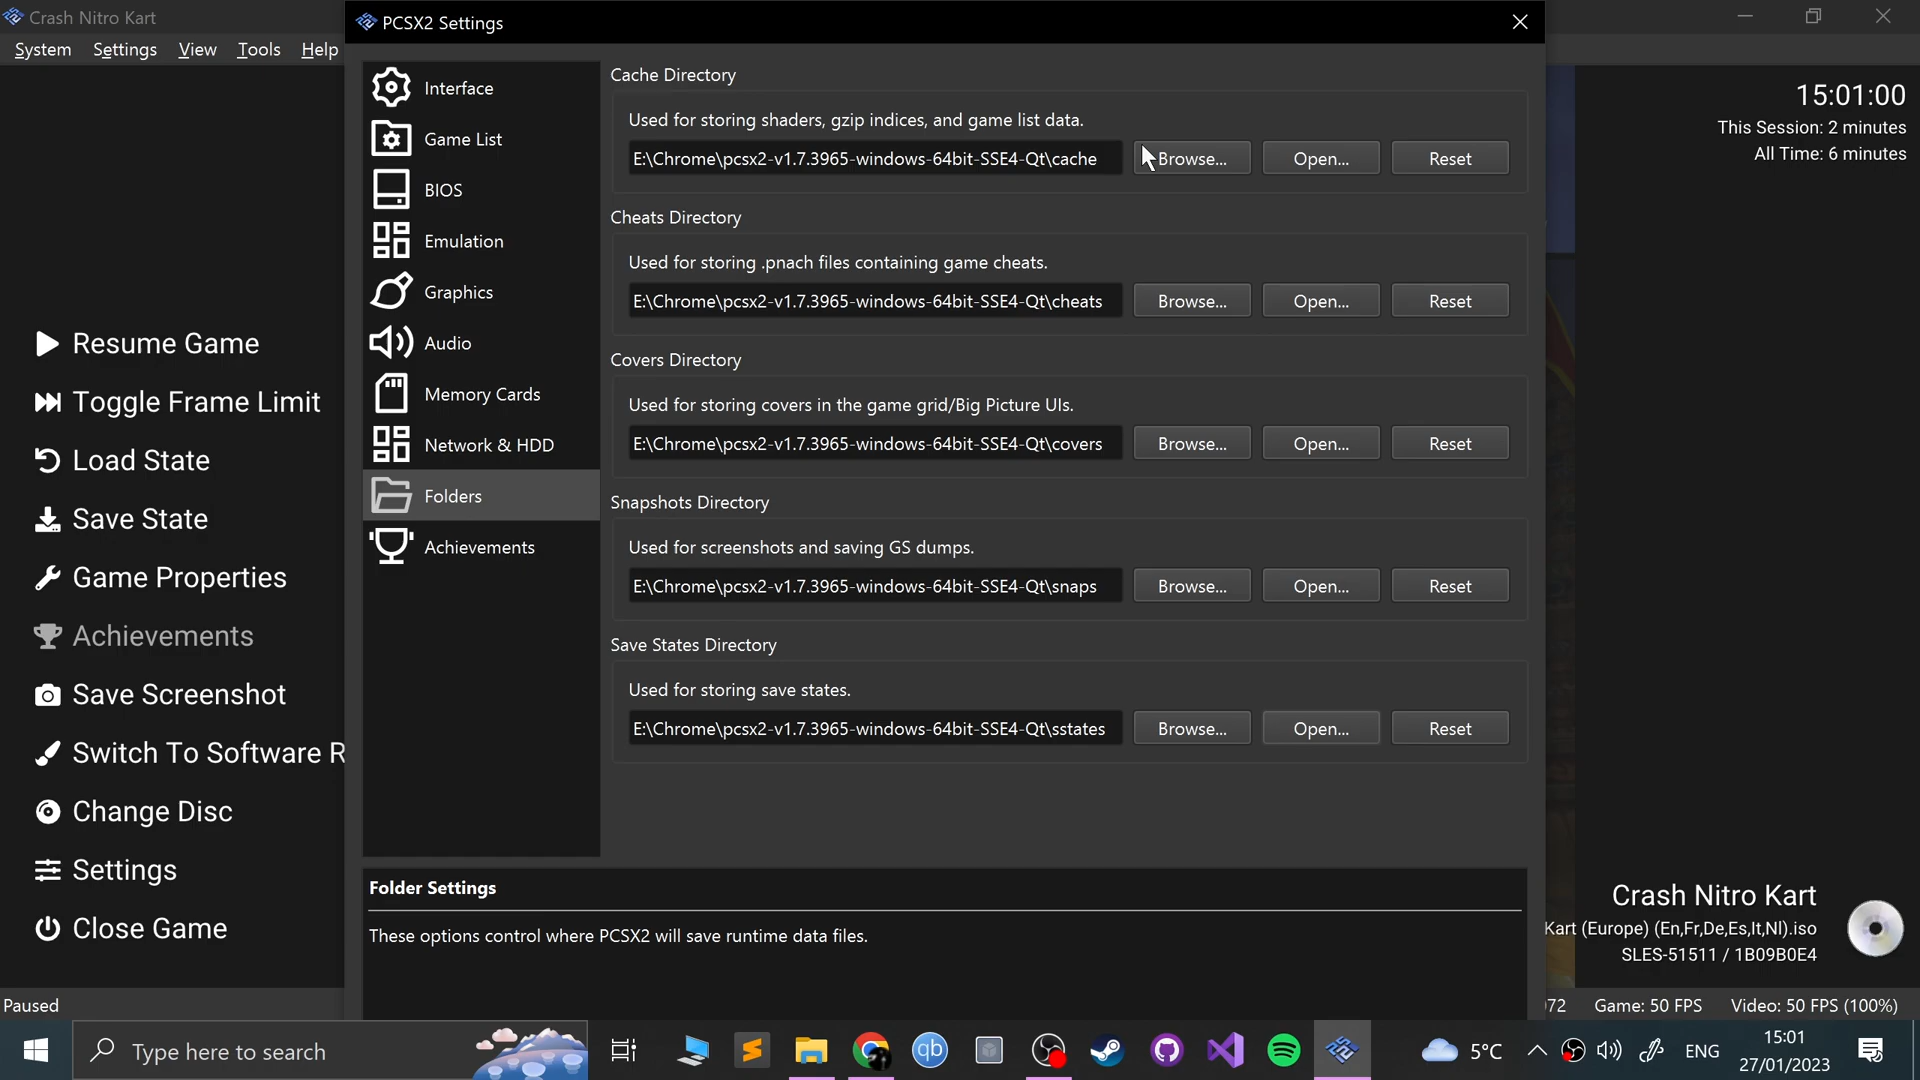 Crash Nitro Kart
PCSX2 Settings
System Settings View Tools Help
Interface
Game List
BIOS
Emulation
Graphics
Audio
Memory Cards
Network & HDD
Folders
Achievements
Cache Directory
Used for storing shaders, gzip indices, and game list data.
E:\Chrome\pcsx2-v1.7.3965-windows-64bit-SSE4-Qt\cache Browse... Open... Reset
Cheats Directory
Used for storing .pnach files containing game cheats.
E:\Chrome\pcsx2-v1.7.3965-windows-64bit-SSE4-Qt\cheats Browse... Open... Reset
Covers Directory
Used for storing covers in the game grid/Big Picture UIs.
E:\Chrome\pcsx2-v1.7.3965-windows-64bit-SSE4-Qt\covers Browse... Open... Reset
Snapshots Directory
Used for screenshots and saving GS dumps.
E:\Chrome\pcsx2-v1.7.3965-windows-64bit-SSE4-Qt\snaps Browse... Open... Reset
Save States Directory
Used for storing save states.
E:\Chrome\pcsx2-v1.7.3965-windows-64bit-SSE4-Qt\sstates Browse... Open... Reset
Folder Settings
These options control where PCSX2 will save runtime data files.
Resume Game
Toggle Frame Limit
Load State
Save State
Game Properties
Achievements
Save Screenshot
Switch To Software R
Change Disc
Settings
Close Game
15:01:00
This Session: 2 minutes
All Time: 6 minutes
Crash Nitro Kart
Kart (Europe) (En,Fr,De,Es,It,Nl).iso
SLES-51511 / 1B09B0E4
Paused
72 Game: 50 FPS Video: 50 FPS (100%)
Type here to search
qb
5°C
ENG
15:01
27/01/2023